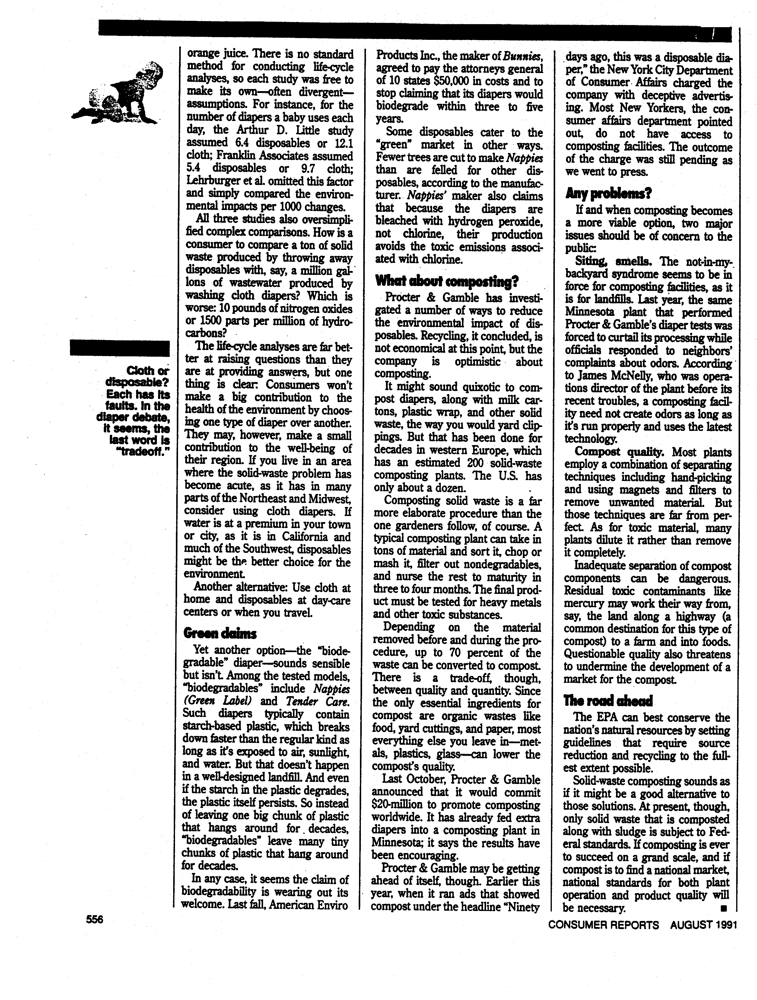 orange juice. There is no standard
method for conducting life-cycle
analyses, so each study was free to
make its own—often divergent—
assumptions. For instance, for the
number of diapers a baby uses each
day, the Arthur D. Little study
assumed 6.4 disposables or 12.1
cloth; Franklin Associates assumed
5.4 disposables or 9.7 cloth;
Lehrburger et al. omitted this factor
and simply compared the environ-
mental impacts per 1000 changes.
All three studies also oversimpli-
fied complex comparisons. How is a
consumer to compare a ton of solid
waste produced by throwing away
disposables with, say, a million gal-
lons of wastewater produced by
washing cloth diapers? Which is
worse: 10 pounds of nitrogen oxides
or 1500 parts per million of hydro-
carbons?
The life-cycle analyses are far bet-
ter at raising questions than they
are at providing answers, but one
thing is clear: Consumers won't
make a big contribution to the
health of the environment by choos-
ing one type of diaper over another.
They may, however, make a small
contribution to the well-being of
their region. If you live in an area
where the solid-waste problem has
become acute, as it has in many
parts of the Northeast and Midwest,
consider using cloth diapers. If
water is at a premium in your town
or city, as it is in California and
much of the Southwest, disposables
might be the better choice for the
environment.
Another alternative: Use cloth at
home and disposables at day-care
centers or when you travel.
Green claims
Yet another option—the "biode-
gradable" diaper—sounds sensible
but isn't. Among the tested models,
"biodegradables" include Nappies
(Green Label) and Tender Care.
Such diapers typically contain
starch-based plastic, which breaks
down faster than the regular kind as
long as it's exposed to air, sunlight,
and water. But that doesn't happen
in a well-designed landfill. And even
if the starch in the plastic degrades,
the plastic itself persists. So instead
of leaving one big chunk of plastic
that hangs around for decades,
"biodegradables" leave many tiny
chunks of plastic that hang around
for decades.
In any case, it seems the claim of
biodegradability is wearing out its
welcome. Last fall, American Enviro
Products Inc., the maker of Bunnies,
agreed to pay the attorneys general
of 10 states $50,000 in costs and to
stop claiming that its diapers would
biodegrade within three to five
years.
Some disposables cater to the
"green" market in other ways.
Fewer trees are cut to make Nappies
than are felled for other dis-
posables, according to the manufac-
turer. Nappies' maker also claims
that because the diapers are
bleached with hydrogen peroxide,
not chlorine, their production
avoids the toxic emissions associ-
ated with chlorine.
What about composting?
Procter & Gamble has investi-
gated a number of ways to reduce
the environmental impact of dis-
posables. Recycling, it concluded, is
not economical at this point, but the
company is optimistic about
composting.
It might sound quixotic to com-
post diapers, along with milk car-
tons, plastic wrap, and other solid
waste, the way you would yard clip-
pings. But that has been done for
decades in western Europe, which
has an estimated 200 solid-waste
composting plants. The U.S. has
only about a dozen.
Composting solid waste is a far
more elaborate procedure than the
one gardeners follow, of course. A
typical composting plant can take in
tons of material and sort it, chop or
mash it, filter out nondegradables,
and nurse the rest to maturity in
three to four months. The final prod-
uct must be tested for heavy metals
and other toxic substances.
Depending on the material
removed before and during the pro-
cedure, up to 70 percent of the
waste can be converted to compost.
There is a trade-off, though,
between quality and quantity. Since
the only essential ingredients for
compost are organic wastes like
food, yard cuttings, and paper, most
everything else you leave in—met-
als, plastics, glass—can lower the
compost's quality.
Last October, Procter & Gamble
announced that it would commit
$20-million to promote composting
worldwide. It has already fed extra
diapers into a composting plant in
Minnesota; it says the results have
been encouraging.
Procter & Gamble may be getting
ahead of itself, though. Earlier this
year, when it ran ads that showed
compost under the headline "Ninety
days ago, this was a disposable dia-
per," the New York City Department
of Consumer Affairs charged the
company with deceptive advertis-
ing. Most New Yorkers, the con-
sumer affairs department pointed
out, do not have access to
composting facilities. The outcome
of the charge was still pending as
we went to press.
Any problems?
If and when composting becomes
a more viable option, two major
issues should be of concern to the
public:
Siting, smells. The not-in-my-
backyard syndrome seems to be in
force for composting facilities, as it
is for landfills. Last year, the same
Minnesota plant that performed
Procter & Gamble's diaper tests was
forced to curtail its processing while
officials responded to neighbors'
complaints about odors. According
to James McNelly, who was opera-
tions director of the plant before its
recent troubles, a composting facil-
ity need not create odors as long as
it's run properly and uses the latest
technology.
Compost quality. Most plants
employ a combination of separating
techniques including hand-picking
and using magnets and filters to
remove unwanted material. But
those techniques are far from per-
fect. As for toxic material, many
plants dilute it rather than remove
it completely.
Inadequate separation of compost
components can be dangerous.
Residual toxic contaminants like
mercury may work their way from,
say, the land along a highway (a
common destination for this type of
compost) to a farm and into foods.
Questionable quality also threatens
to undermine the development of a
market for the compost.
The road ahead
The EPA can best conserve the
nation's natural resources by setting
guidelines that require source
reduction and recycling to the full-
est extent possible.
Solid-waste composting sounds as
if it might be a good alternative to
those solutions. At present, though,
only solid waste that is composted
along with sludge is subject to Fed-
eral standards. If composting is ever
to succeed on a grand scale, and if
compost is to find a national market,
national standards for both plant
operation and product quality will
be necessary.
Cloth or
disposable?
Each has its
faults. In the
diaper debate,
it seems, the
last word is
"tradeoff."
556
CONSUMER REPORTS AUGUST 1991